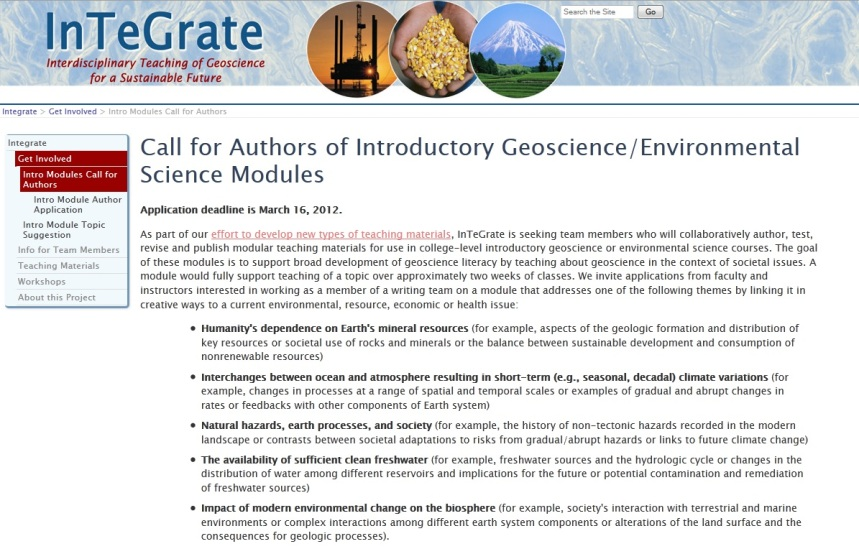 InTeGrate
Interdisciplinary Teaching of Geoscience
for a Sustainable Future
Search the Site
Go
Integrate > Get Involved > Intro Modules Call for Authors
Integrate
Get Involved
Intro Modules Call for
Authors
Intro Module Author
Application
Intro Module Topic
Suggestion
Info for Team Members
Teaching Materials
Workshops
About this Project
Call for Authors of Introductory Geoscience/Environmental
Science Modules
Application deadline is March 16, 2012.
As part of our effort to develop new types of teaching materials, InTeGrate is seeking team members who will collaboratively author, test,
revise and publish modular teaching materials for use in college-level introductory geoscience or environmental science courses. The goal
of these modules is to support broad development of geoscience literacy by teaching about geoscience in the context of societal issues. A
module would fully support teaching of a topic over approximately two weeks of classes. We invite applications from faculty and
instructors interested in working as a member of a writing team on a module that addresses one of the following themes by linking it in
creative ways to a current environmental, resource, economic or health issue:
• Humanity's dependence on Earth's mineral resources (for example, aspects of the geologic formation and distribution of
key resources or societal use of rocks and minerals or the balance between sustainable development and consumption of
nonrenewable resources)
• Interchanges between ocean and atmosphere resulting in short-term (e.g., seasonal, decadal) climate variations (for
example, changes in processes at a range of spatial and temporal scales or examples of gradual and abrupt changes in
rates or feedbacks with other components of Earth system)
• Natural hazards, earth processes, and society (for example, the history of non-tectonic hazards recorded in the modern
landscape or contrasts between societal adaptations to risks from gradual/abrupt hazards or links to future climate change)
• The availability of sufficient clean freshwater (for example, freshwater sources and the hydrologic cycle or changes in the
distribution of water among different reservoirs and implications for the future or potential contamination and remediation
of freshwater sources)
• Impact of modern environmental change on the biosphere (for example, society's interaction with terrestrial and marine
environments or complex interactions among different earth system components or alterations of the land surface and the
consequences for geologic processes).